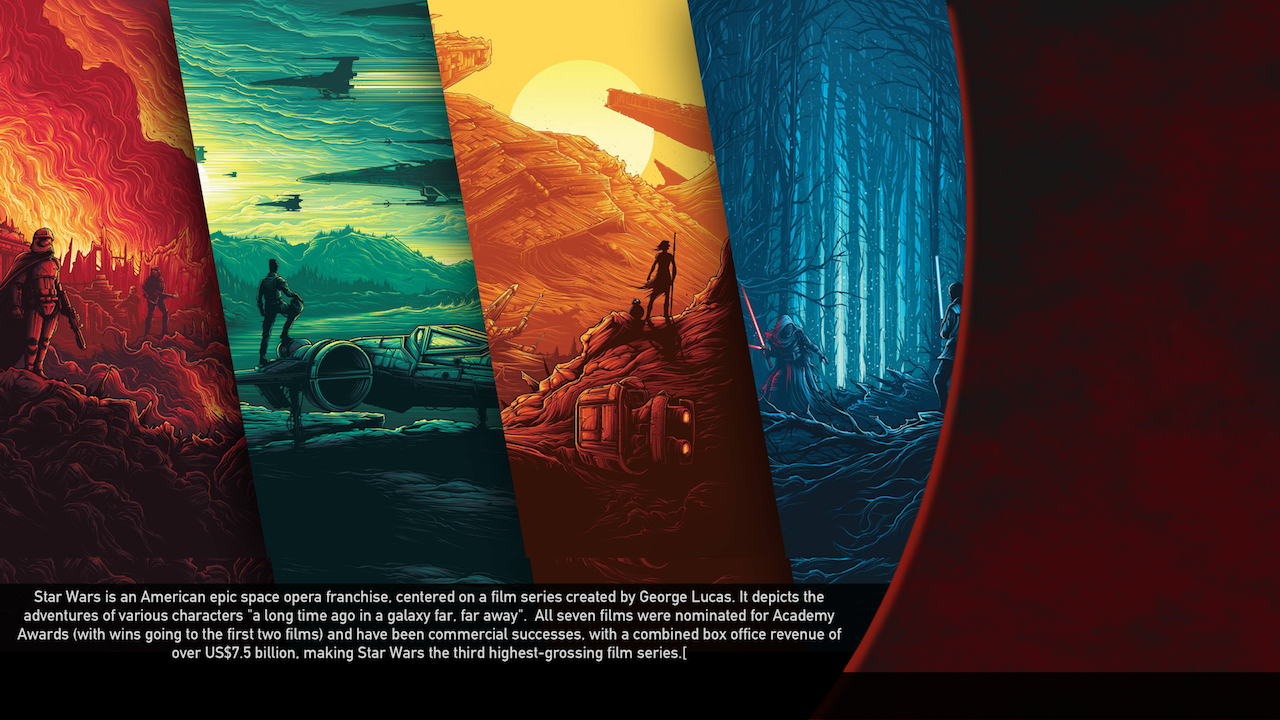 Star Wars is an American epic space opera franchise, centered on a film series created by George Lucas. It depicts the
adventures of various characters "a long time ago in a galaxy far, far away".  All seven films were nominated for Academy
Awards (with wins going to the first two films) and have been commercial successes, with a combined box office revenue of
over US$7.5 billion, making Star Wars the third highest-grossing film series.[